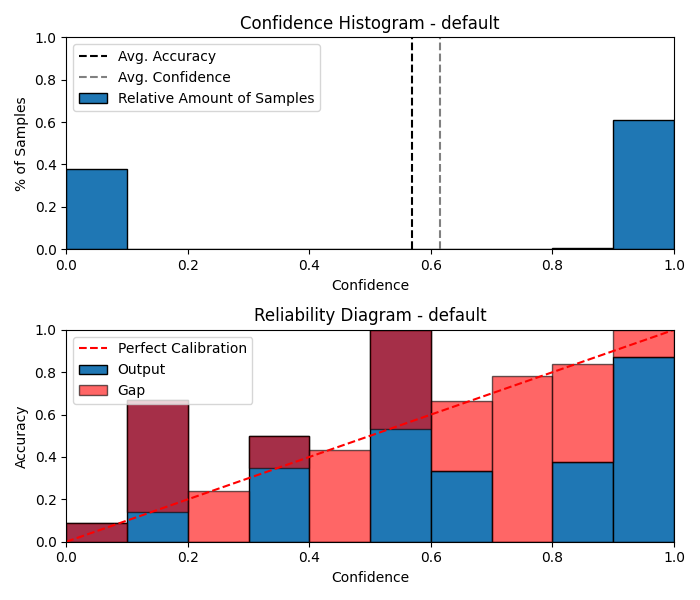 Confidence Histogram - default
1.0
0.8
0.6
0.4
0.2
0.0
% of Samples
Avg. Accuracy
Avg. Confidence
Relative Amount of Samples
0.0 0.2 0.4 0.6 0.8 1.0
Confidence
Reliability Diagram - default
1.0
0.8
0.6
0.4
0.2
0.0
Accuracy
Perfect Calibration
Output
Gap
0.0 0.2 0.4 0.6 0.8 1.0
Confidence